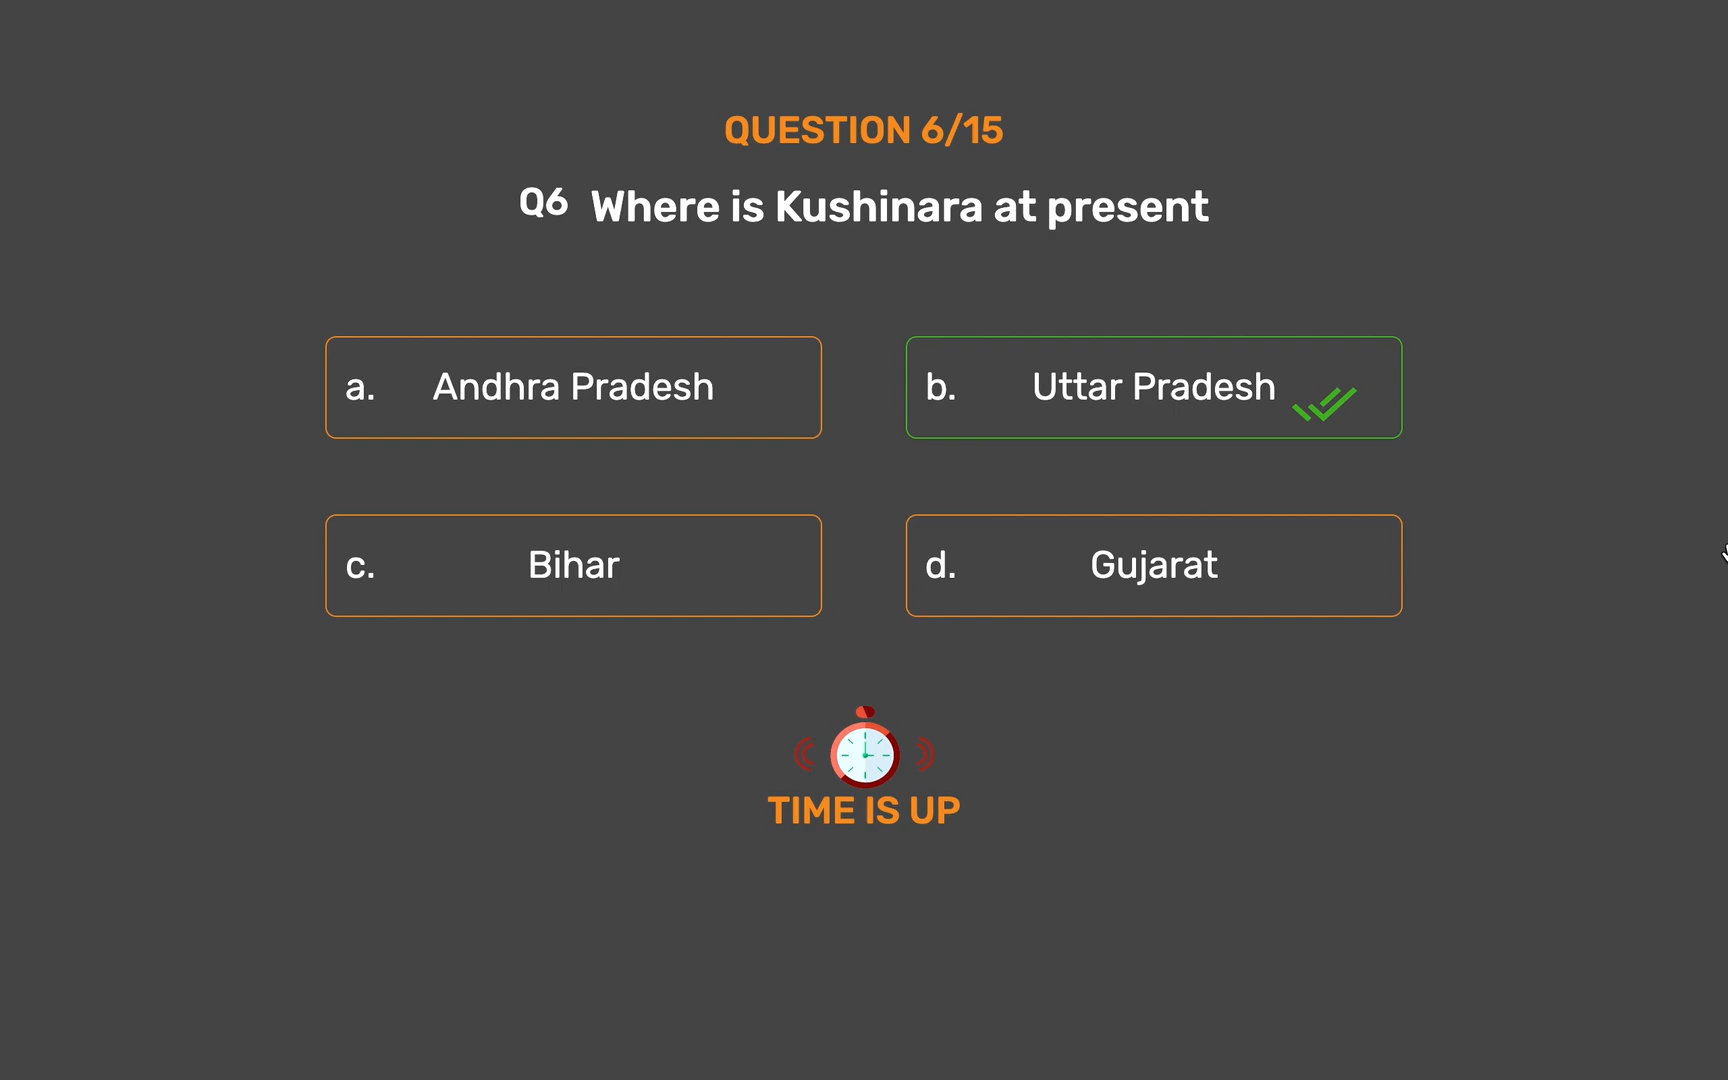 QUESTION 6/15
Q6 Where is Kushinara at present
a. Andhra Pradesh
b. Uttar Pradesh
c. Bihar
d. Gujarat
TIME IS UP